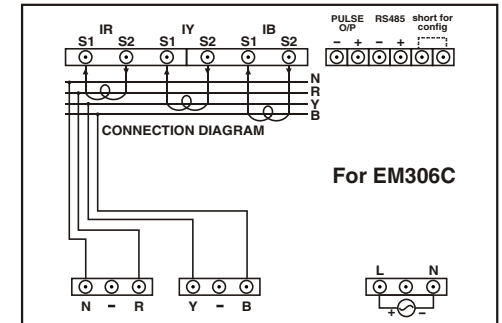 IR IY IB
S1 S2 S1 S2 S1 S2
PULSE O/P RS485 short for config
− + − +
N
R
Y
B
CONNECTION DIAGRAM
For EM306C
N − R
Y − B
L N
+ −